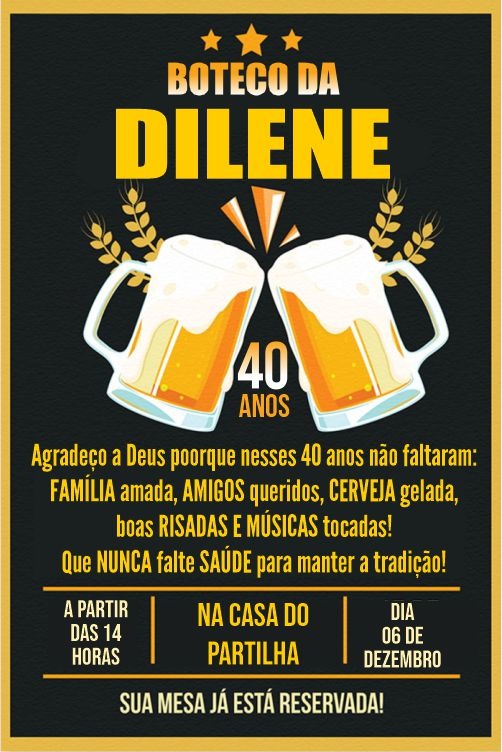 BOTECO DA
DILENE
40
ANOS
Agradeço a Deus poorque nesses 40 anos não faltaram:
FAMÍLIA amada, AMIGOS queridos, CERVEJA gelada,
boas RISADAS E MÚSICAS tocadas!
Que NUNCA falte SAÚDE para manter a tradição!
A PARTIR
DAS 14
HORAS
NA CASA DO
PARTILHA
DIA
06 DE
DEZEMBRO
SUA MESA JÁ ESTÁ RESERVADA!